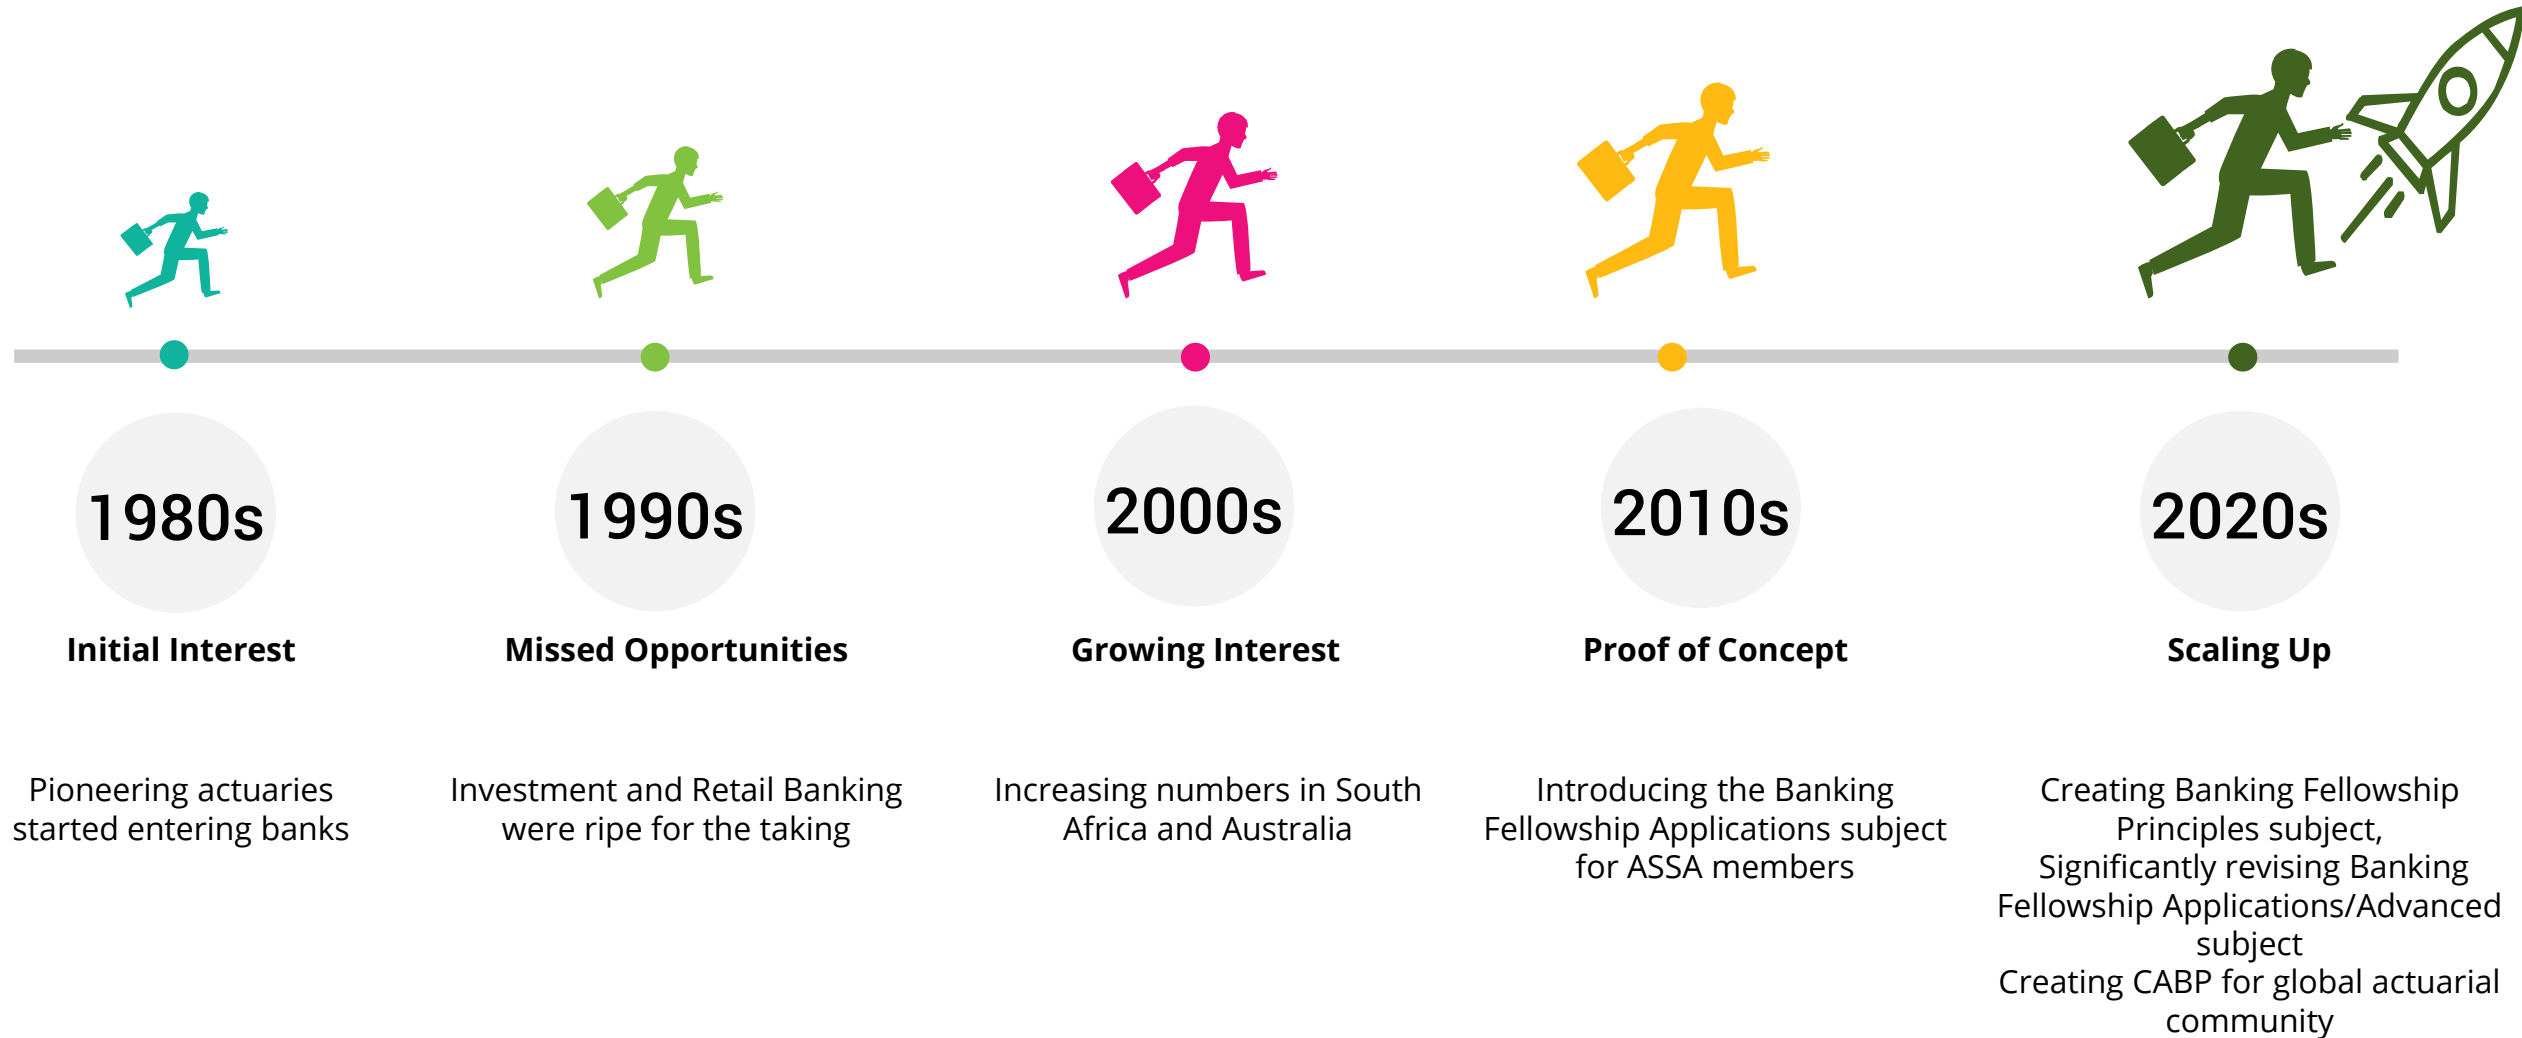 1980s
Initial Interest
Pioneering actuaries
started entering banks
1990s
Missed Opportunities
Investment and Retail Banking
were ripe for the taking
2000s
Growing Interest
Increasing numbers in South
Africa and Australia
2010s
Proof of Concept
Introducing the Banking
Fellowship Applications subject
for ASSA members
2020s
Scaling Up
Creating Banking Fellowship
Principles subject,
Significantly revising Banking
Fellowship Applications/Advanced
subject
Creating CABP for global actuarial
community